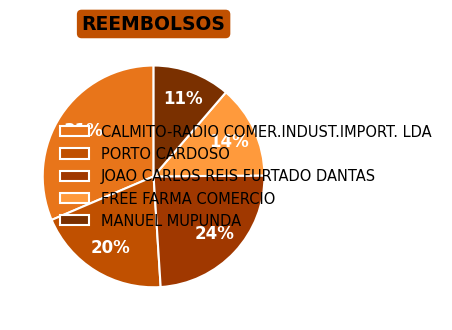 REEMBOLSOS
11%
14%
24%
20%
31%
CALMITO-RADIO COMER.INDUST.IMPORT. LDA
PORTO CARDOSO
JOAO CARLOS REIS FURTADO DANTAS
FREE FARMA COMERCIO
MANUEL MUPUNDA